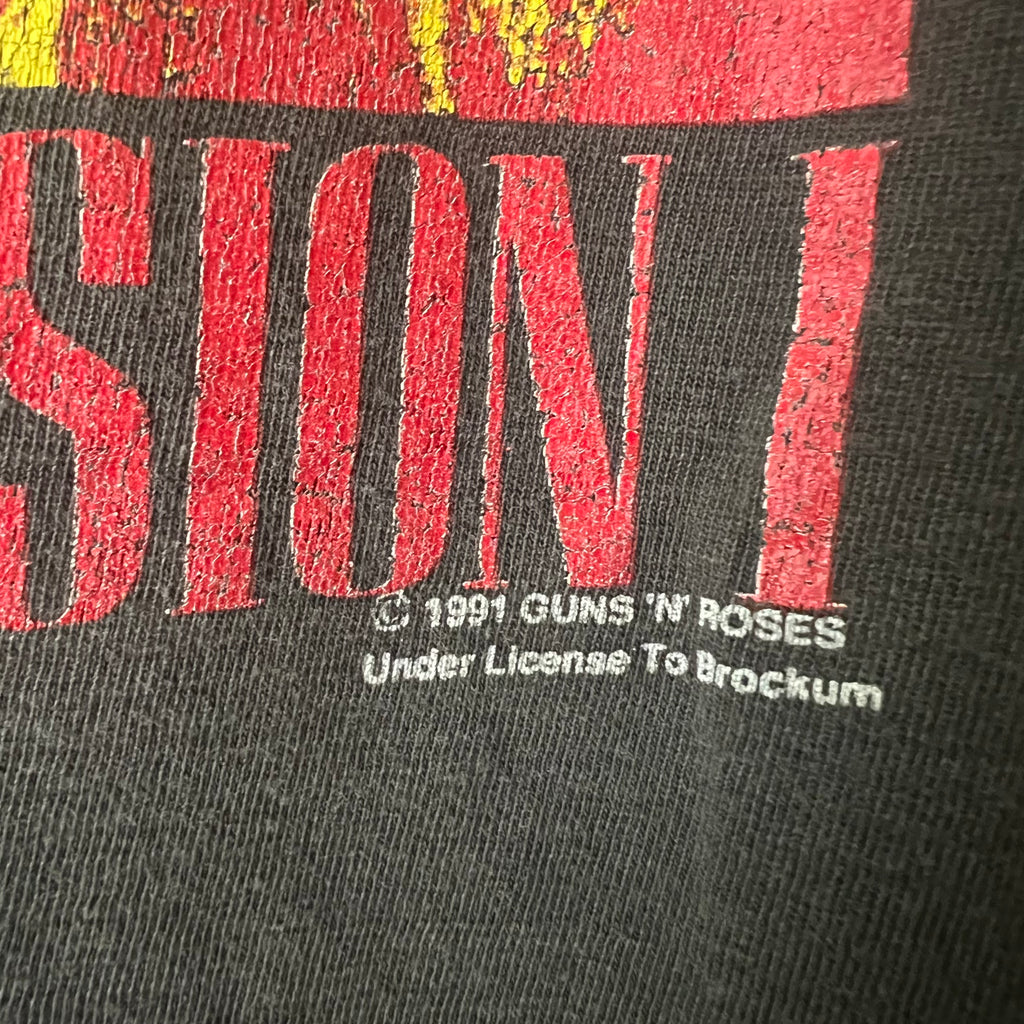 SION I
© 1991 GUNS 'N' ROSES
Under License To Brockum